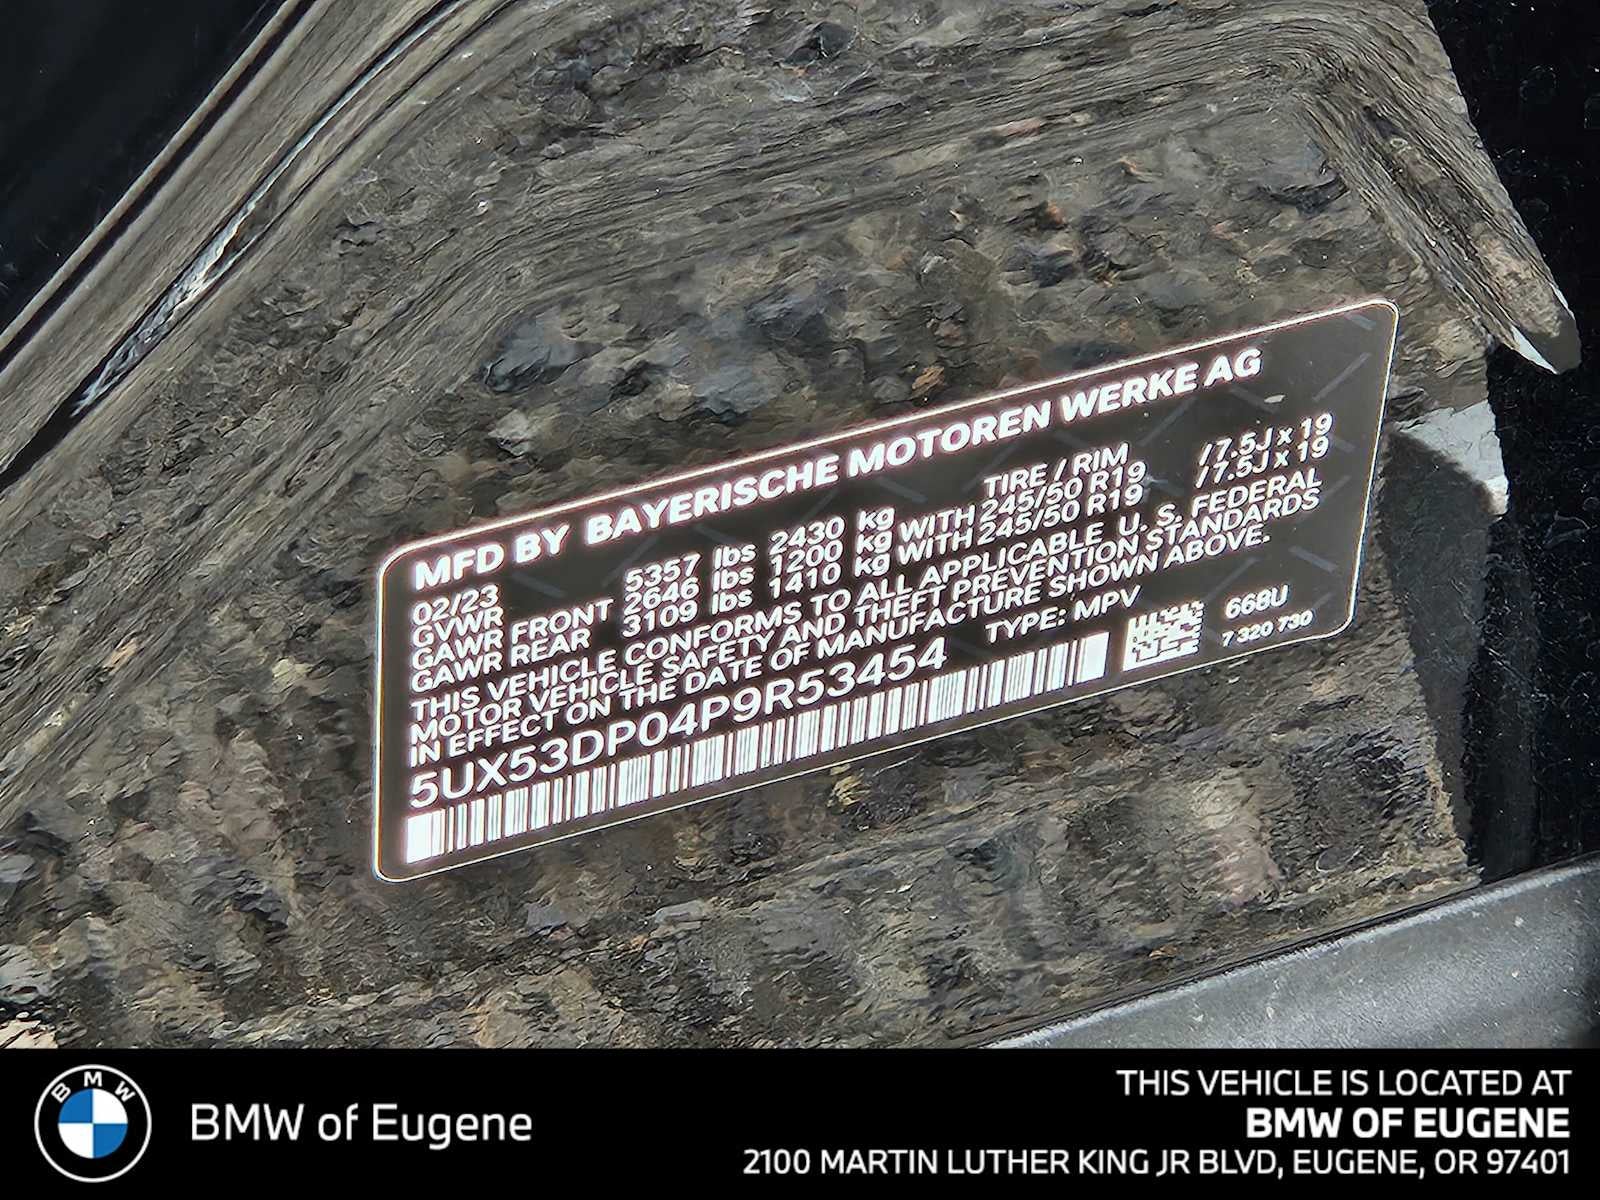 MFD BY BAYERISCHE MOTOREN WERKE AG
02/23 TIRE / RIM
GVWR 5357 lbs 2430 kg
GAWR FRONT 2646 lbs 1200 kg WITH 245/50 R19 /7.5J x 19
GAWR REAR 3109 lbs 1410 kg WITH 245/50 R19 /7.5J x 19
THIS VEHICLE CONFORMS TO ALL APPLICABLE U. S. FEDERAL
MOTOR VEHICLE SAFETY AND THEFT PREVENTION STANDARDS
IN EFFECT ON THE DATE OF MANUFACTURE SHOWN ABOVE.
5UX53DP04P9R53454 TYPE: MPV
668U
7 320 730
BMW
BMW of Eugene
THIS VEHICLE IS LOCATED AT
BMW OF EUGENE
2100 MARTIN LUTHER KING JR BLVD, EUGENE, OR 97401